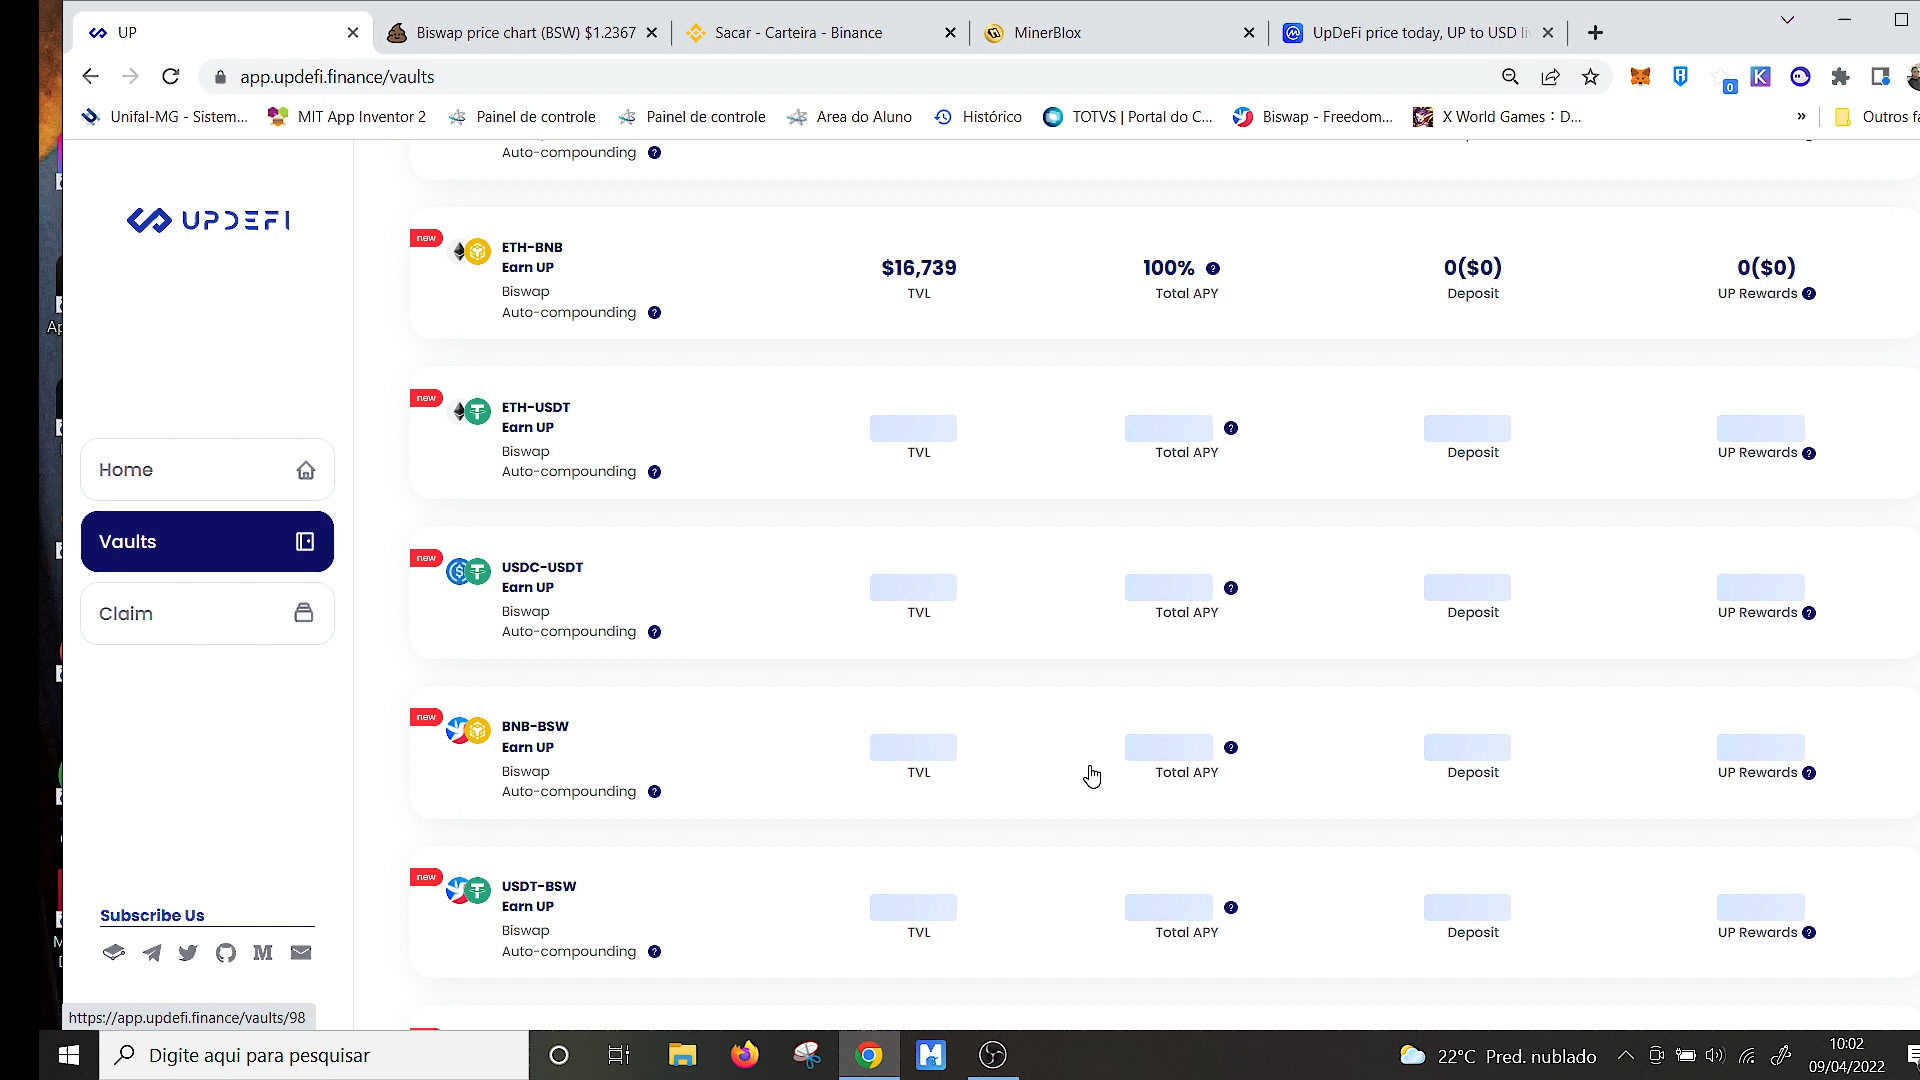 UP
Biswap price chart (BSW) $1.2367
Sacar - Carteira - Binance
MinerBlox
UpDeFi price today, UP to USD li
app.updefi.finance/vaults
0
Unifal-MG - Sistem...
MIT App Inventor 2
Painel de controle
Painel de controle
Area do Aluno
Histórico
TOTVS | Portal do C...
Biswap - Freedom...
X World Games : D...
»
Outros fa
Auto-compounding ?
UPDEFI
new
ETH-BNB
Earn UP
Biswap
Auto-compounding ?
$16,739
TVL
100% ?
Total APY
0($0)
Deposit
0($0)
UP Rewards ?
new
ETH-USDT
Earn UP
Biswap
Auto-compounding ?
TVL
?
Total APY
Deposit
UP Rewards ?
Home
Vaults
Claim
new
USDC-USDT
Earn UP
Biswap
Auto-compounding ?
TVL
?
Total APY
Deposit
UP Rewards ?
new
BNB-BSW
Earn UP
Biswap
Auto-compounding ?
TVL
?
Total APY
Deposit
UP Rewards ?
new
USDT-BSW
Earn UP
Biswap
Auto-compounding ?
TVL
?
Total APY
Deposit
UP Rewards ?
Subscribe Us
https://app.updefi.finance/vaults/98
Digite aqui para pesquisar
22°C Pred. nublado
10:02
09/04/2022